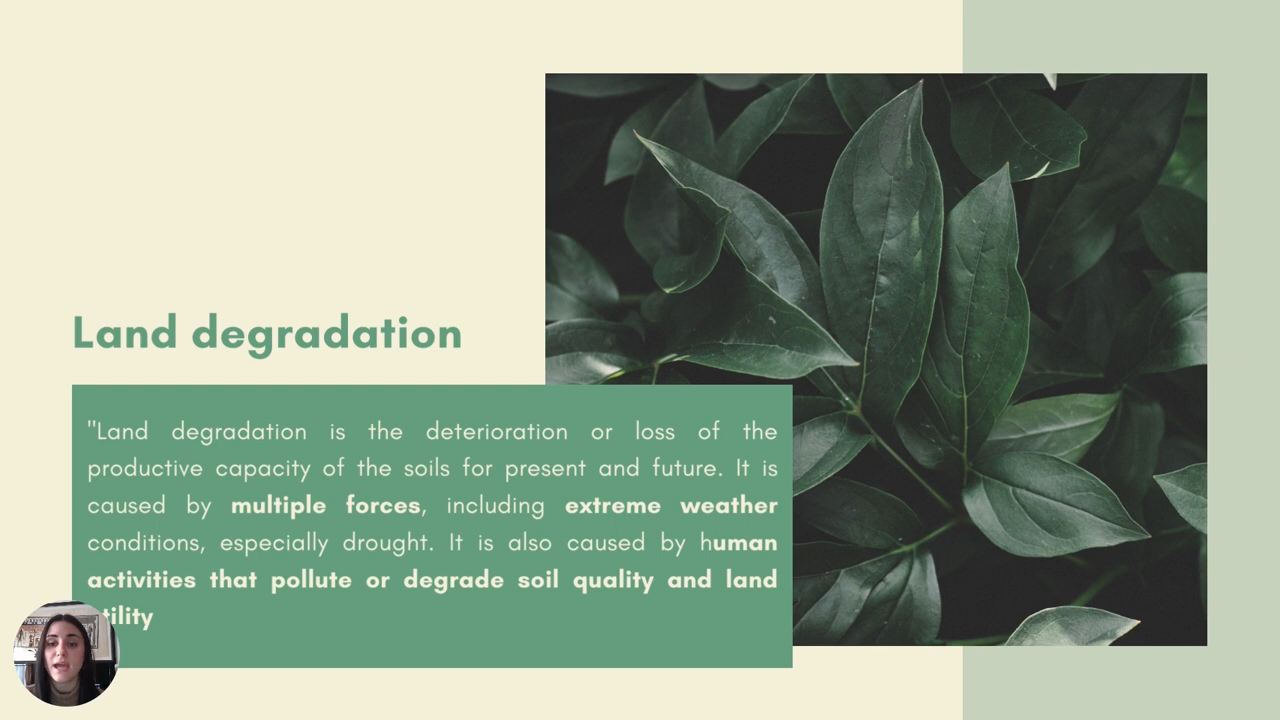 Land degradation
"Land degradation is the deterioration or loss of the
productive capacity of the soils for present and future. It is
caused by multiple forces, including extreme weather
conditions, especially drought. It is also caused by human
activities that pollute or degrade soil quality and land